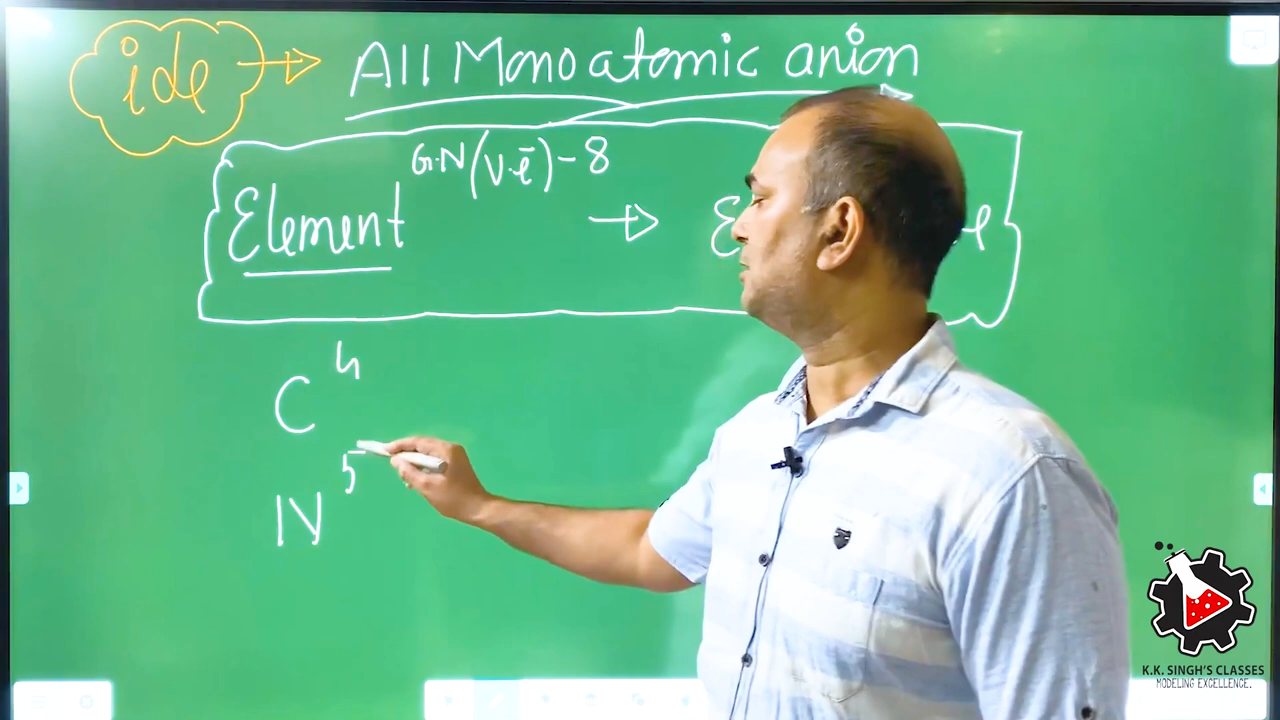 ide → All Monoatomic anion
Element G.N(V.ē)-8 →
C 4
N 5
K.K. SINGH'S CLASSES
MODELING EXCELLENCE.